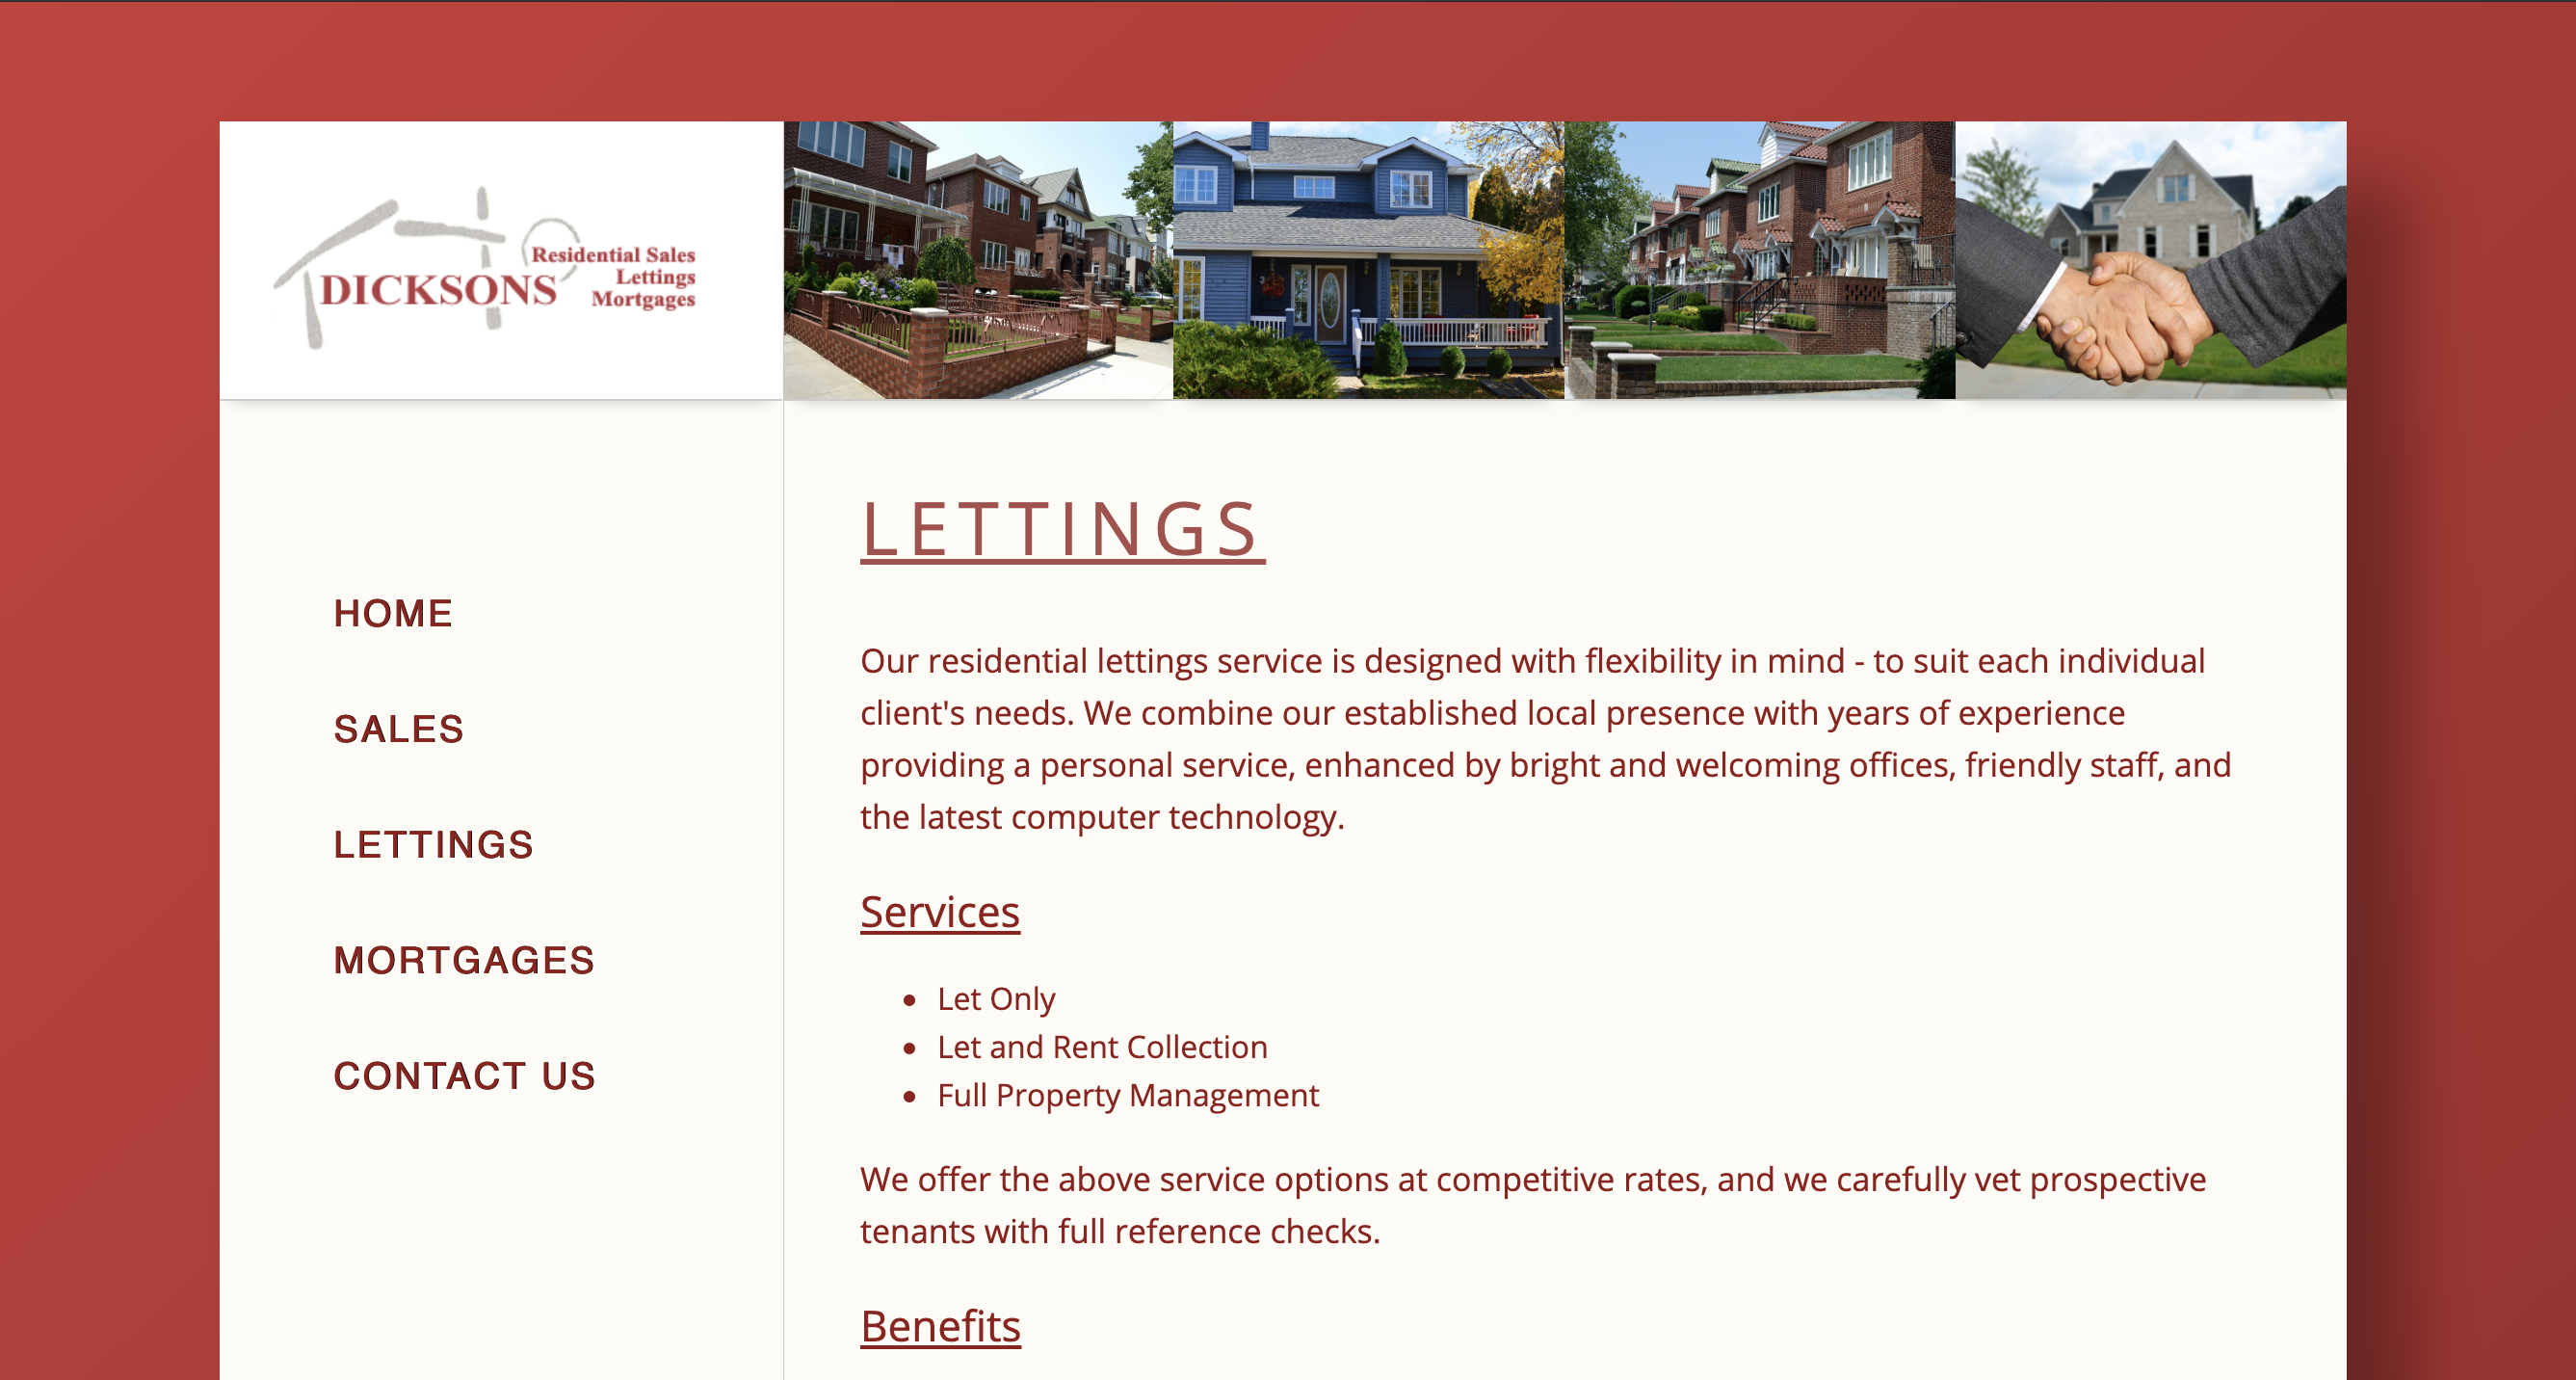 DICKSONS
Residential Sales
Lettings
Mortgages
HOME
SALES
LETTINGS
MORTGAGES
CONTACT US
LETTINGS
Our residential lettings service is designed with flexibility in mind - to suit each individual
client's needs. We combine our established local presence with years of experience
providing a personal service, enhanced by bright and welcoming offices, friendly staff, and
the latest computer technology.
Services
• Let Only
• Let and Rent Collection
• Full Property Management
We offer the above service options at competitive rates, and we carefully vet prospective
tenants with full reference checks.
Benefits